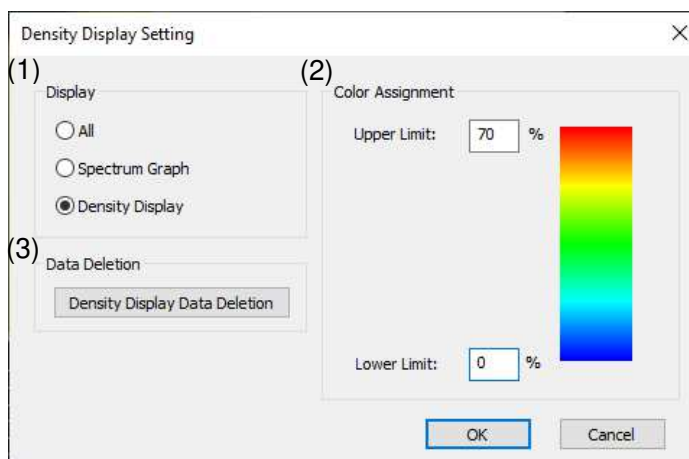 Density Display Setting
(1)
Display
All
Spectrum Graph
Density Display
(2)
Color Assignment
Upper Limit: 70 %
Lower Limit: 0 %
(3)
Data Deletion
Density Display Data Deletion
OK
Cancel